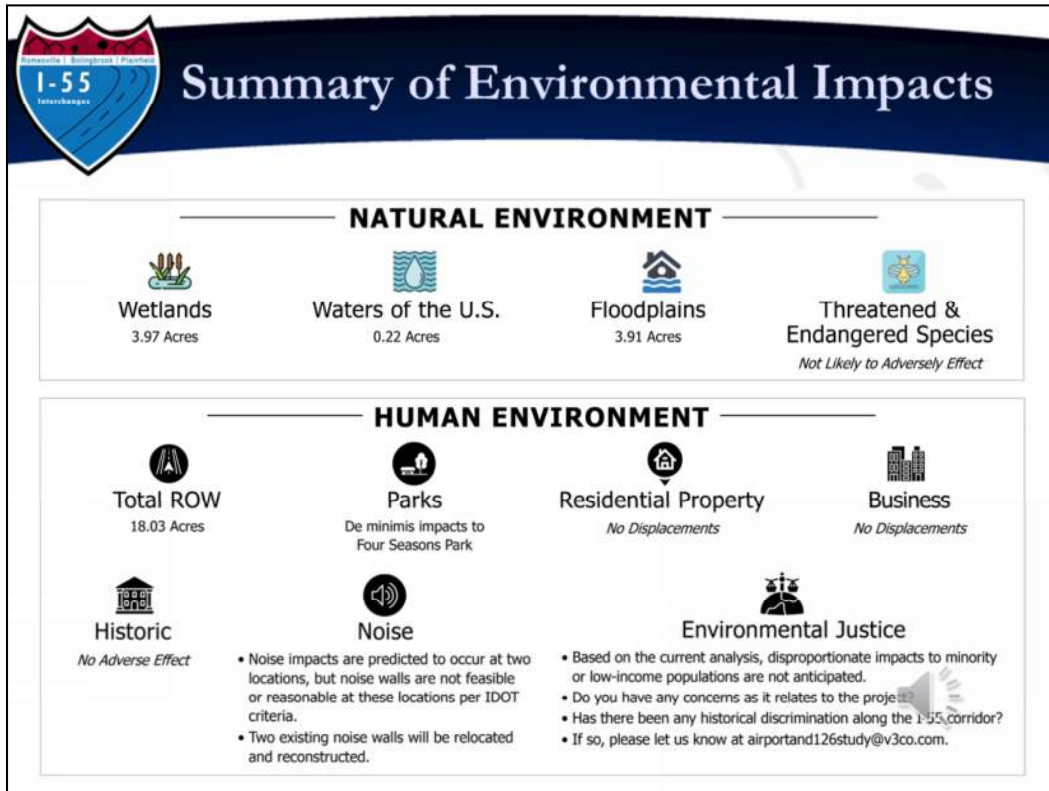 Romeoville | Bolingbrook | Plainfield
I-55
Interchanges
Summary of Environmental Impacts
NATURAL ENVIRONMENT
Wetlands
3.97 Acres
Waters of the U.S.
0.22 Acres
Floodplains
3.91 Acres
Threatened &
Endangered Species
Not Likely to Adversely Effect
HUMAN ENVIRONMENT
Total ROW
18.03 Acres
Parks
De minimis impacts to
Four Seasons Park
Residential Property
No Displacements
Business
No Displacements
Historic
No Adverse Effect
Noise
• Noise impacts are predicted to occur at two
locations, but noise walls are not feasible
or reasonable at these locations per IDOT
criteria.
• Two existing noise walls will be relocated
and reconstructed.
Environmental Justice
• Based on the current analysis, disproportionate impacts to minority
or low-income populations are not anticipated.
• Do you have any concerns as it relates to the project?
• Has there been any historical discrimination along the I-55 corridor?
• If so, please let us know at airportand126study@v3co.com.